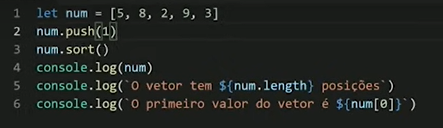 1 let num = [5, 8, 2, 9, 3]
2 num.push(1)
3 num.sort()
4 console.log(num)
5 console.log(`O vetor tem ${num.length} posições`)
6 console.log(`O primeiro valor do vetor é ${num[0]}`)